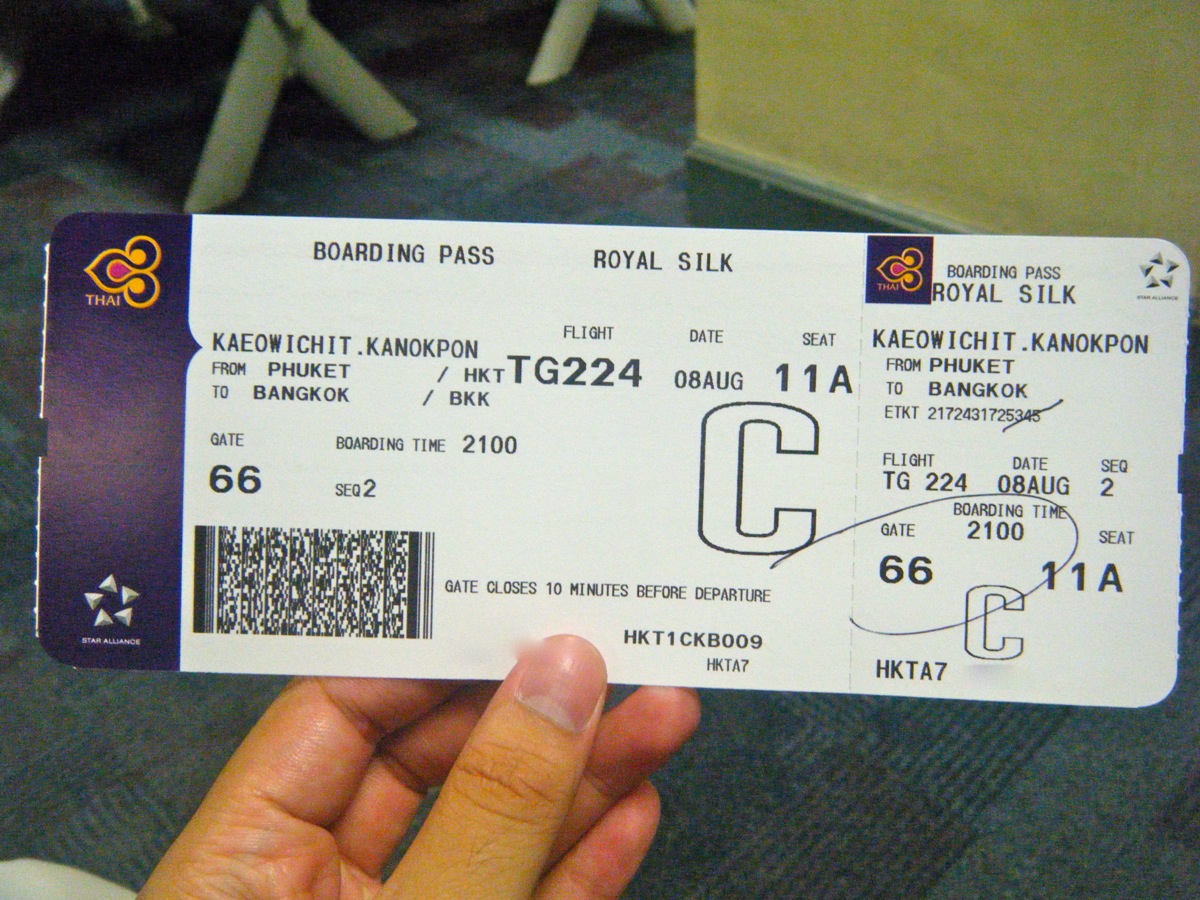 THAI
STAR ALLIANCE
BOARDING PASS ROYAL SILK
KAEOWICHIT.KANOKPON
FLIGHT DATE SEAT
FROM PHUKET / HKT TG224 08AUG 11A
TO BANGKOK / BKK
C
GATE BOARDING TIME 2100
66 SEQ 2
GATE CLOSES 10 MINUTES BEFORE DEPARTURE
HKT1CKB009
HKTA7
THAI
BOARDING PASS
ROYAL SILK
STAR ALLIANCE
KAEOWICHIT.KANOKPON
FROM PHUKET
TO BANGKOK
ETKT 2172431725345
FLIGHT DATE SEQ
TG 224 08AUG 2
BOARDING TIME
GATE 2100 SEAT
66 11A
C
HKTA7